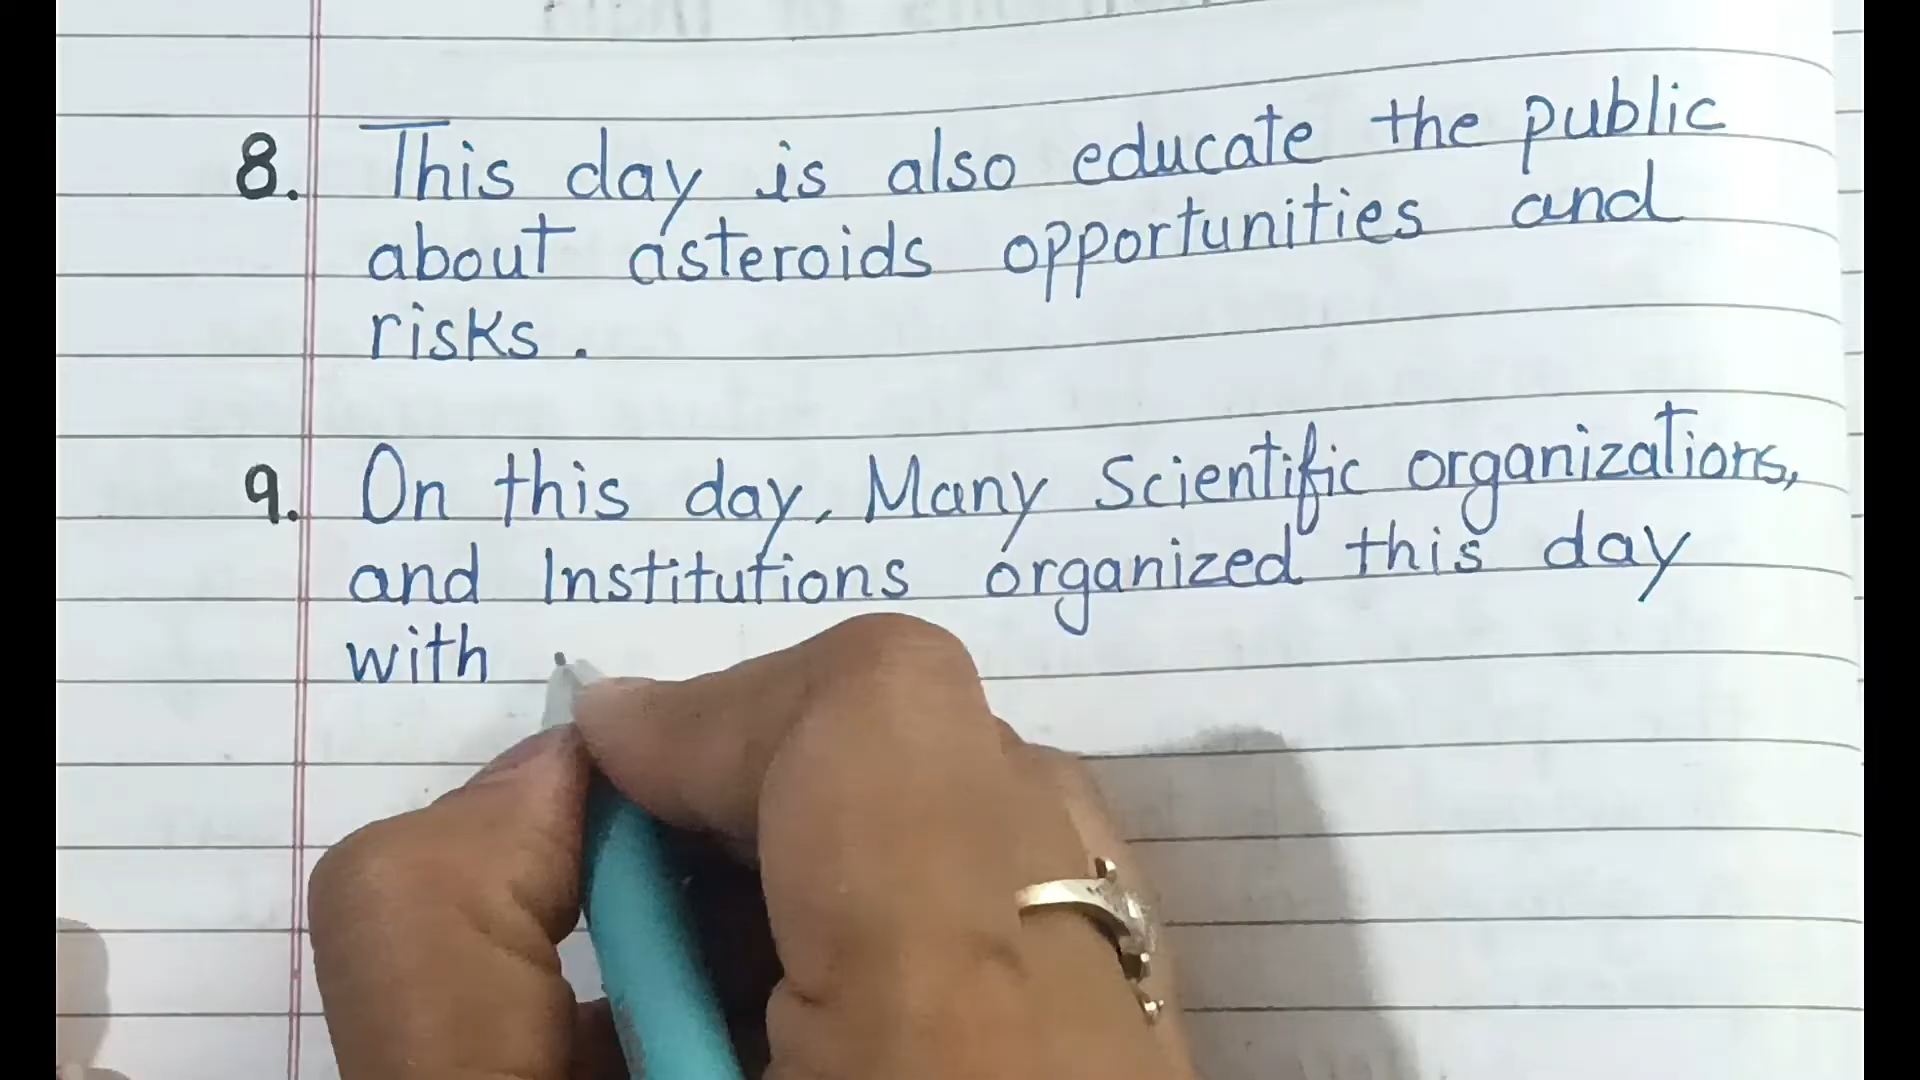 8. This day is also educate the public
about asteroids opportunities and
risks.
9. On this day, Many Scientific organizations,
and Institutions organized this day
with